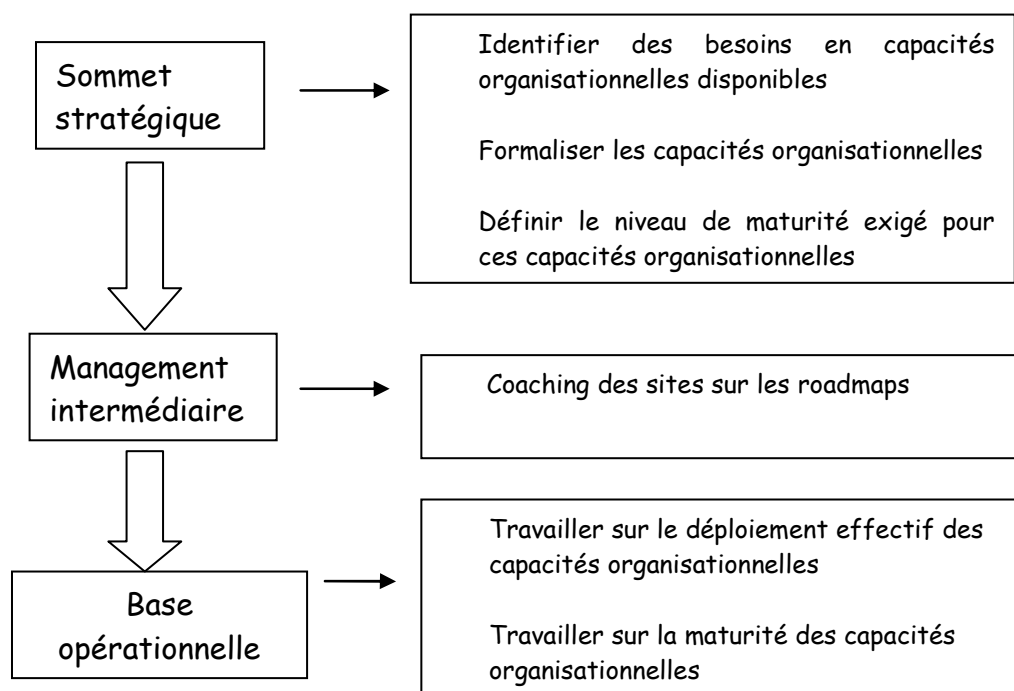 Sommet
stratégique
Identifier des besoins en capacités
organisationnelles disponibles
Formaliser les capacités organisationnelles
Définir le niveau de maturité exigé pour
ces capacités organisationnelles
Management
intermédiaire
Coaching des sites sur les roadmaps
Base
opérationnelle
Travailler sur le déploiement effectif des
capacités organisationnelles
Travailler sur la maturité des capacités
organisationnelles